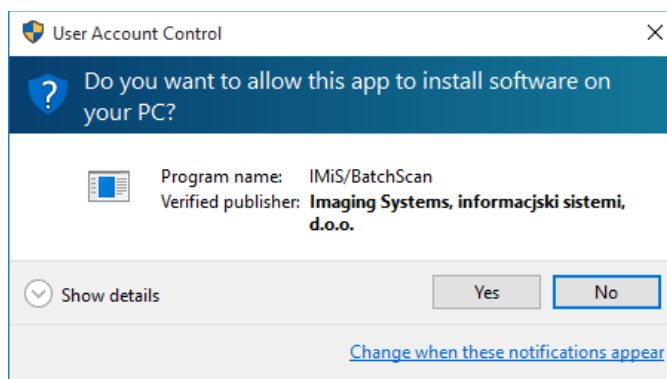 User Account Control
Do you want to allow this app to install software on
your PC?
Program name: IMiS/BatchScan
Verified publisher: Imaging Systems, informacjski sistemi,
d.o.o.
Show details
Yes
No
Change when these notifications appear